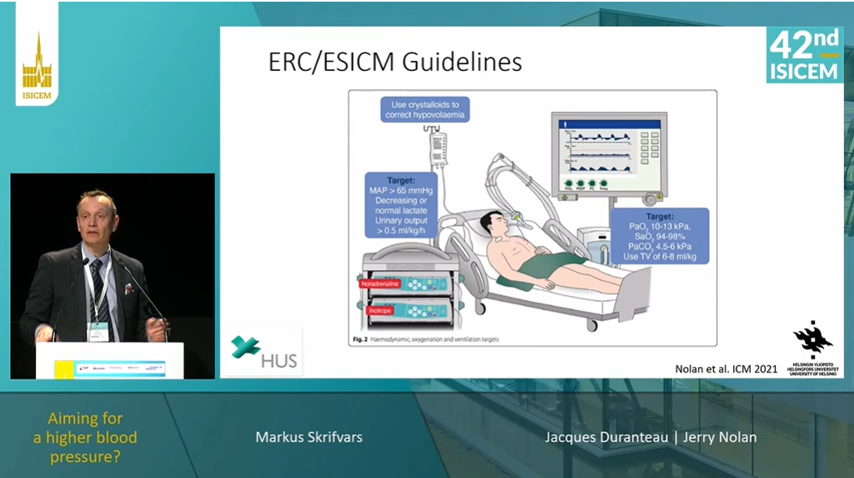 ISICEM
ERC/ESICM Guidelines
42nd
ISICEM
Use crystalloids to
correct hypovolaemia
Target:
MAP > 65 mmHg
Decreasing or
normal lactate
Urinary output
> 0.5 ml/kg/h
Target:
PaO2 10-13 kPa,
SaO2 94-98%
PaCO2 4.5-6 kPa
Use TV of 6-8 ml/kg
Noradrenaline
Inotrope
Fig. 2 Haemodynamic, oxygenation and ventilation targets
HUS
HELSINGIN YLIOPISTO
HELSINGFORS UNIVERSITET
UNIVERSITY OF HELSINKI
Nolan et al. ICM 2021
Aiming for
a higher blood
pressure?
Markus Skrifvars
Jacques Duranteau | Jerry Nolan